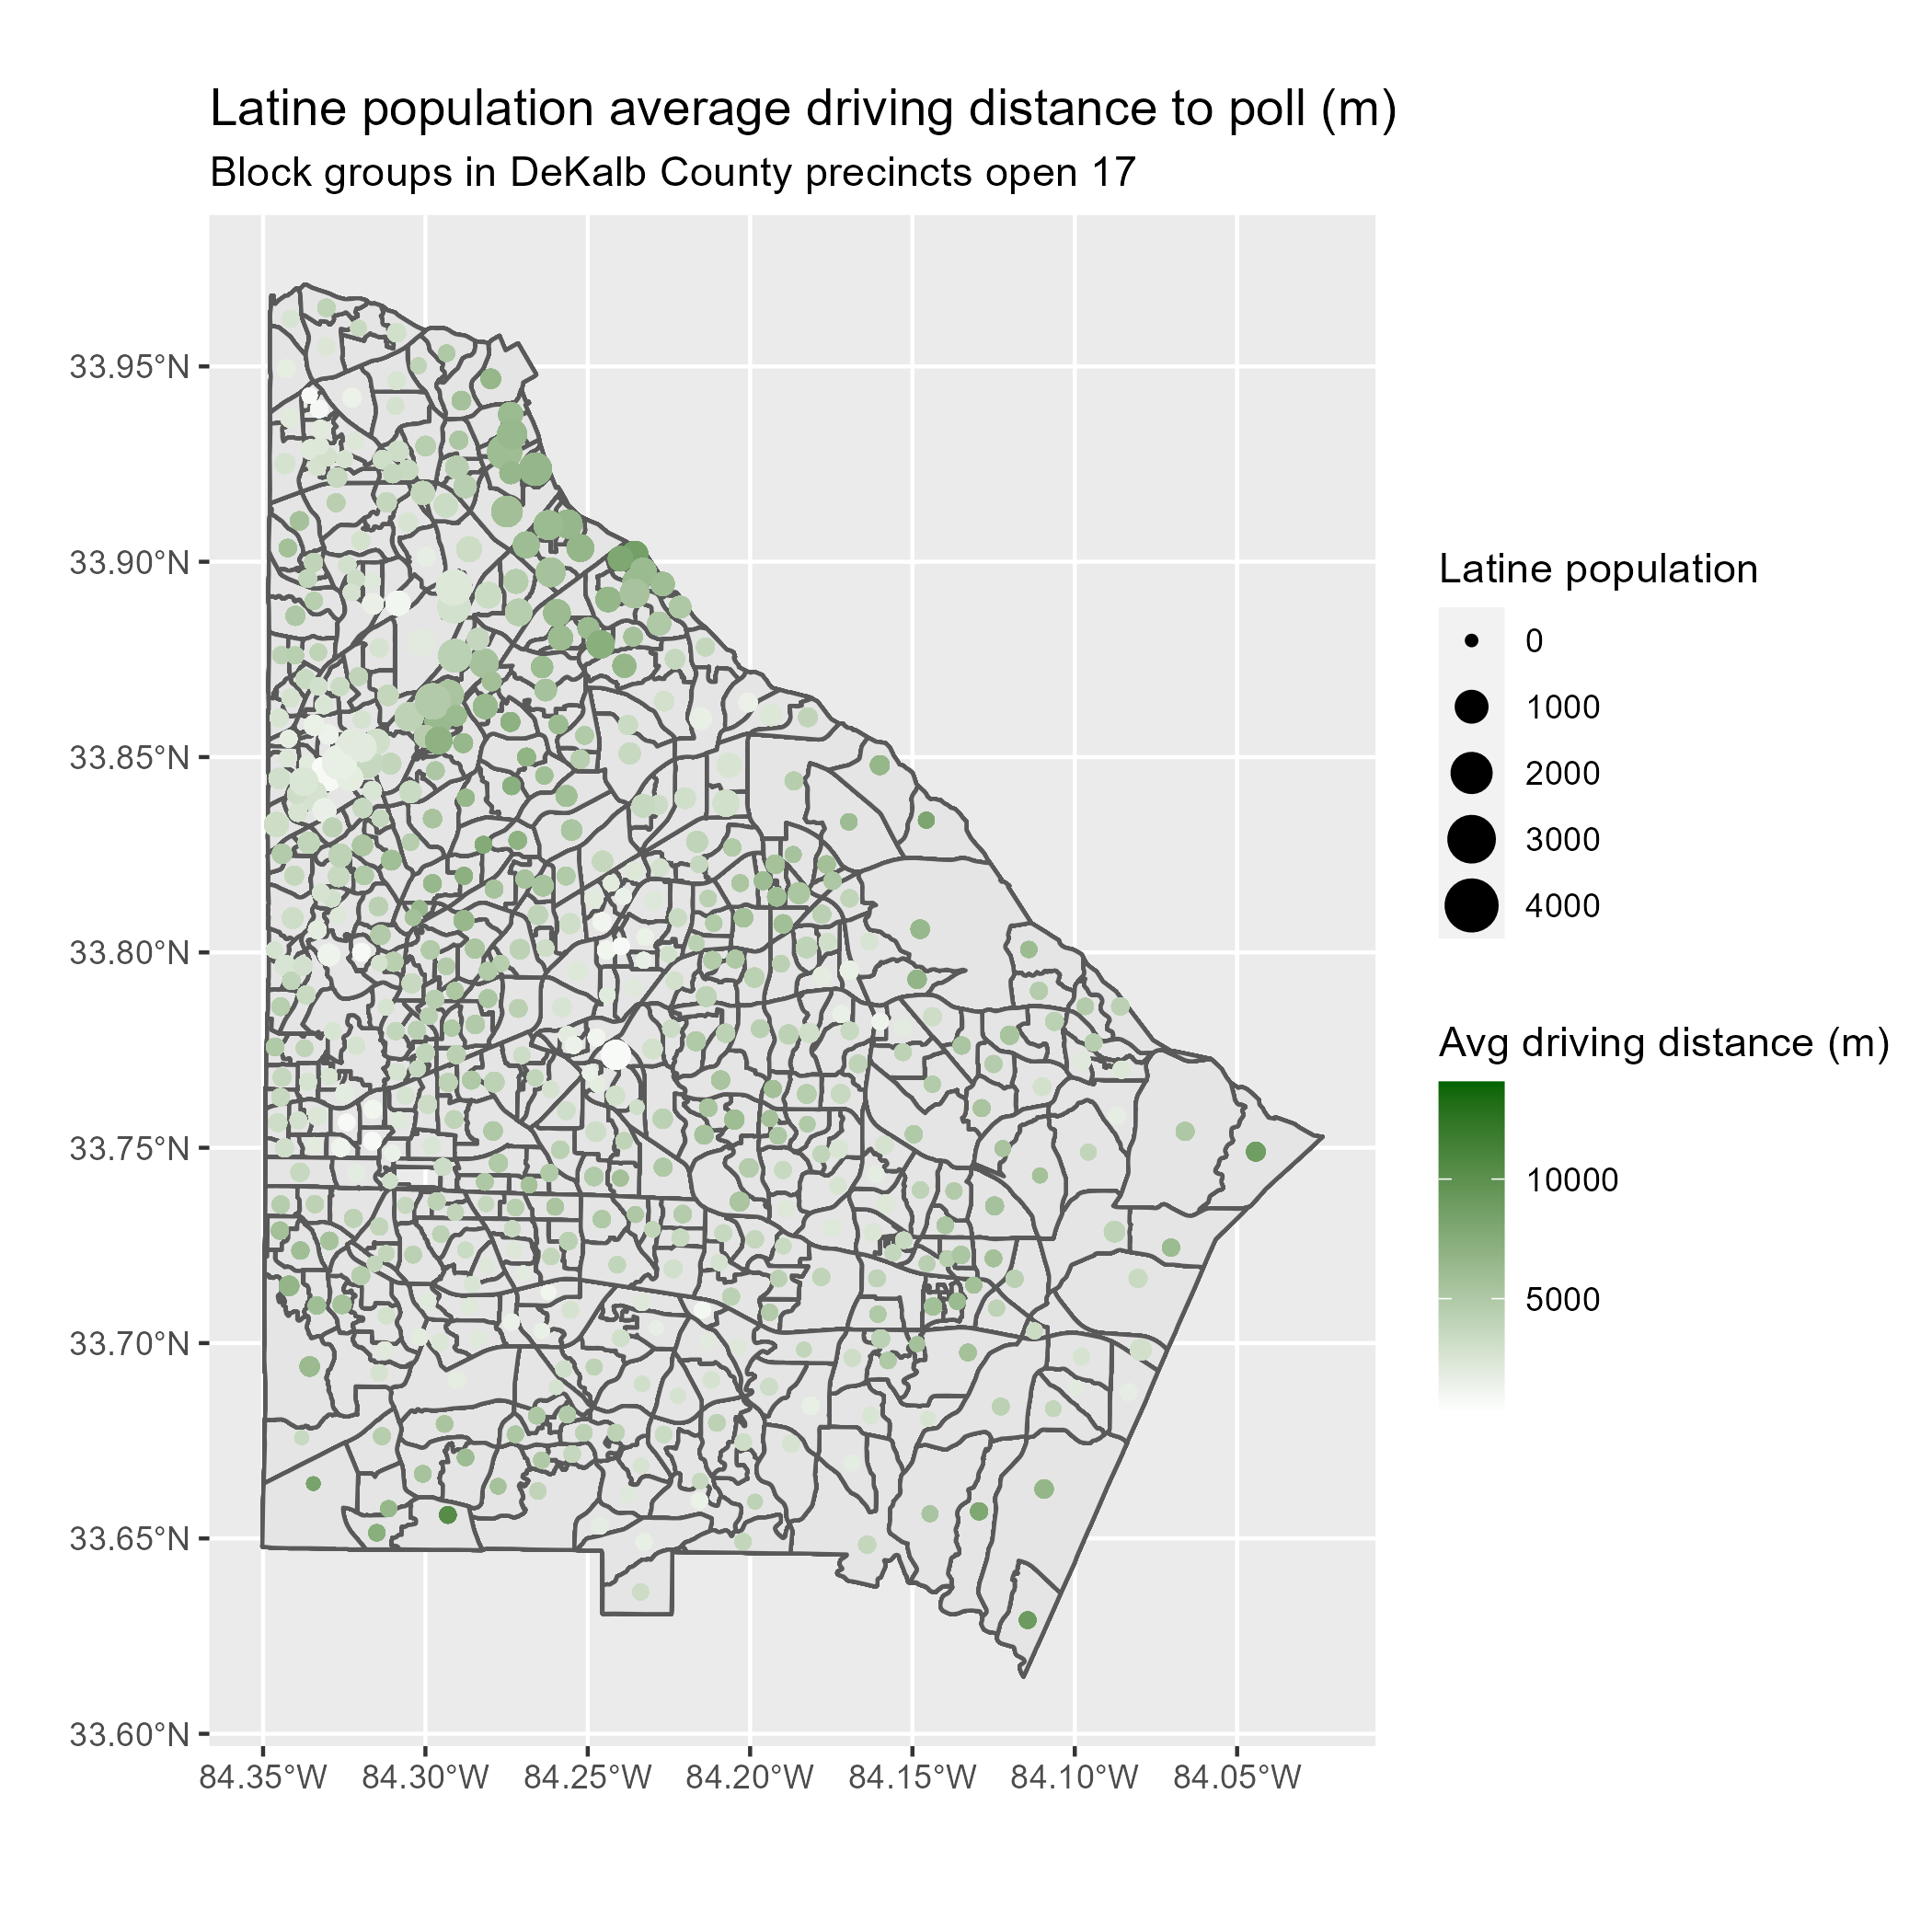 Latine population average driving distance to poll (m)
Block groups in DeKalb County precincts open 17
33.95°N
33.90°N
33.85°N
33.80°N
33.75°N
33.70°N
33.65°N
33.60°N
84.35°W 84.30°W 84.25°W 84.20°W 84.15°W 84.10°W 84.05°W
Latine population
0
1000
2000
3000
4000
Avg driving distance (m)
10000
5000